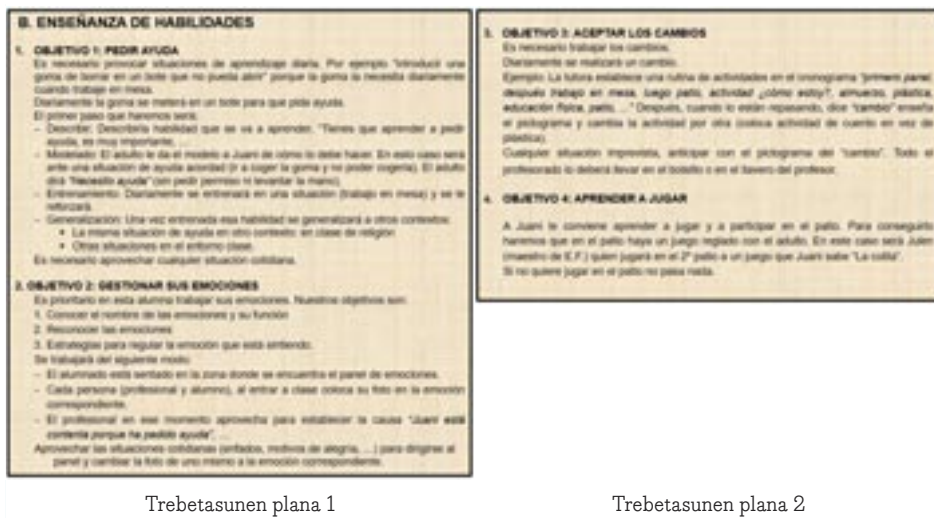 B. ENSEÑANZA DE HABILIDADES
1. OBJETIVO 1: PEDIR AYUDA
Es necesario provocar situaciones de aprendizaje diaria. Por ejemplo "introducir una
goma de borrar en un bote que no pueda abrir" porque la goma la necesita diariamente
cuando trabaje en mesa.
Diariamente la goma se meterá en un bote para que pida ayuda.
El primer paso que haremos será:
- Describir: Describirla habilidad que se va a aprender. "Tienes que aprender a pedir
ayuda, es muy importante, ...
- Modelado: El adulto le da el modelo a Juani de cómo lo debe hacer. En este caso será
ante una situación de ayuda acordad (ir a coger la goma y no poder cogerla). El adulto
dirá "Necesito ayuda" (sin pedir permiso ni levantar la mano).
- Entrenamiento: Diariamente se entrenará en una situación (trabajo en mesa) y se le
reforzará.
- Generalización: Una vez entrenada esa habilidad se generalizará a otros contextos:
• La misma situación de ayuda en otro contexto: en clase de religión
• Otras situaciones en el entorno clase.
Es necesario aprovechar cualquier situación cotidiana.
2. OBJETIVO 2: GESTIONAR SUS EMOCIONES
Es prioritario en esta alumna trabajar sus emociones. Nuestros objetivos son:
1. Conocer el nombre de las emociones y su función
2. Reconocer las emociones
3. Estrategias para regular la emoción que está sintiendo.
Se trabajará del siguiente modo:
- El alumnado está sentado en la zona donde se encuentra el panel de emociones.
- Cada persona (profesional y alumno), al entrar a clase coloca su foto en la emoción
correspondiente.
- El profesional en ese momento aprovecha para establecer la causa "Juani está
contenta porque ha pedido ayuda", ...
Aprovechar las situaciones cotidianas (enfados, motivos de alegría, ...) para dirigirse al
panel y cambiar la foto de uno mismo a la emoción correspondiente.
Trebetasunen plana 1
3. OBJETIVO 3: ACEPTAR LOS CAMBIOS
Es necesario trabajar los cambios.
Diariamente se realizará un cambio.
Ejemplo: La tutora establece una rutina de actividades en el cronograma "primero panel,
después trabajo en mesa, luego patio, actividad ¿cómo estoy?, almuerzo, plástica,
educación física, patio, ..." Después, cuando lo están repasando, dice "cambio" enseña
el pictograma y cambia la actividad por otra (coloca actividad de cuento en vez de
plástica).
Cualquier situación imprevista, anticipar con el pictograma del "cambio". Todo el
profesorado lo deberá llevar en el bolsillo o en el llavero del profesor.
4. OBJETIVO 4: APRENDER A JUGAR
A Juani le conviene aprender a jugar y a participar en el patio. Para conseguirlo
haremos que en el patio haya un juego reglado con el adulto. En este caso será Julen
(maestro de E.F.) quien jugará en el 2º patio a un juego que Juani sabe "La colita".
Si no quiere jugar en el patio no pasa nada.
Trebetasunen plana 2